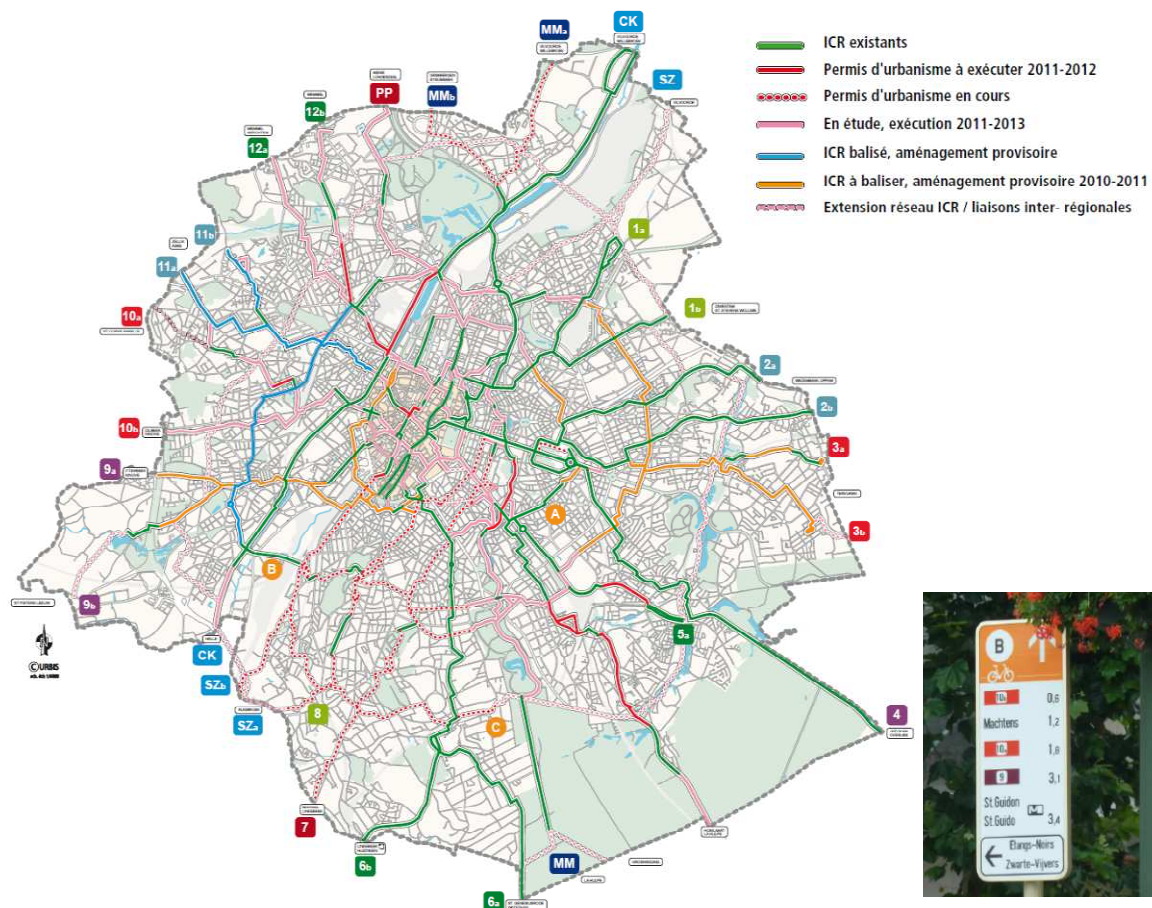 CK
MMa
SZ
PP
MMb
12b
12a
11b
11a
10a
10b
9a
9b
1a
1b
2a
2b
3a
3b
A
B
5a
4
CK
SZb
SZa
8
C
7
6b
MM
6a
©URBIS
ICR existants
Permis d'urbanisme à exécuter 2011-2012
Permis d'urbanisme en cours
En étude, exécution 2011-2013
ICR balisé, aménagement provisoire
ICR à baliser, aménagement provisoire 2010-2011
Extension réseau ICR / liaisons inter- régionales
B
0,6
Machtens 1,2
1,8
9 3,1
St Guidon
St Guido M 3,4
Etangs-Noirs
Zwarte-Vijvers